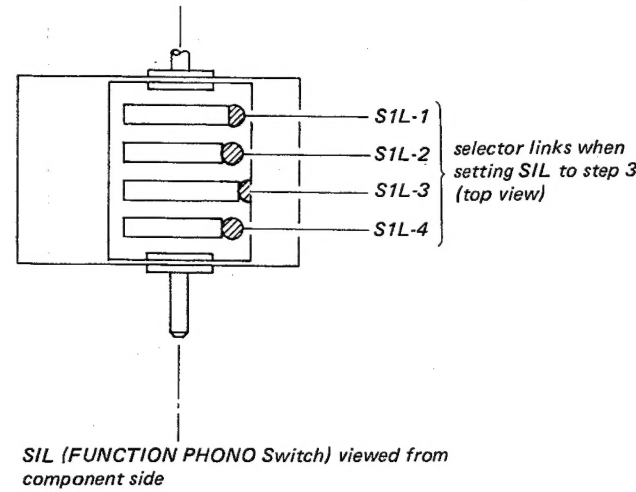 S1L-1
S1L-2
S1L-3
S1L-4
selector links when
setting SIL to step 3
(top view)
SIL (FUNCTION PHONO Switch) viewed from
component side